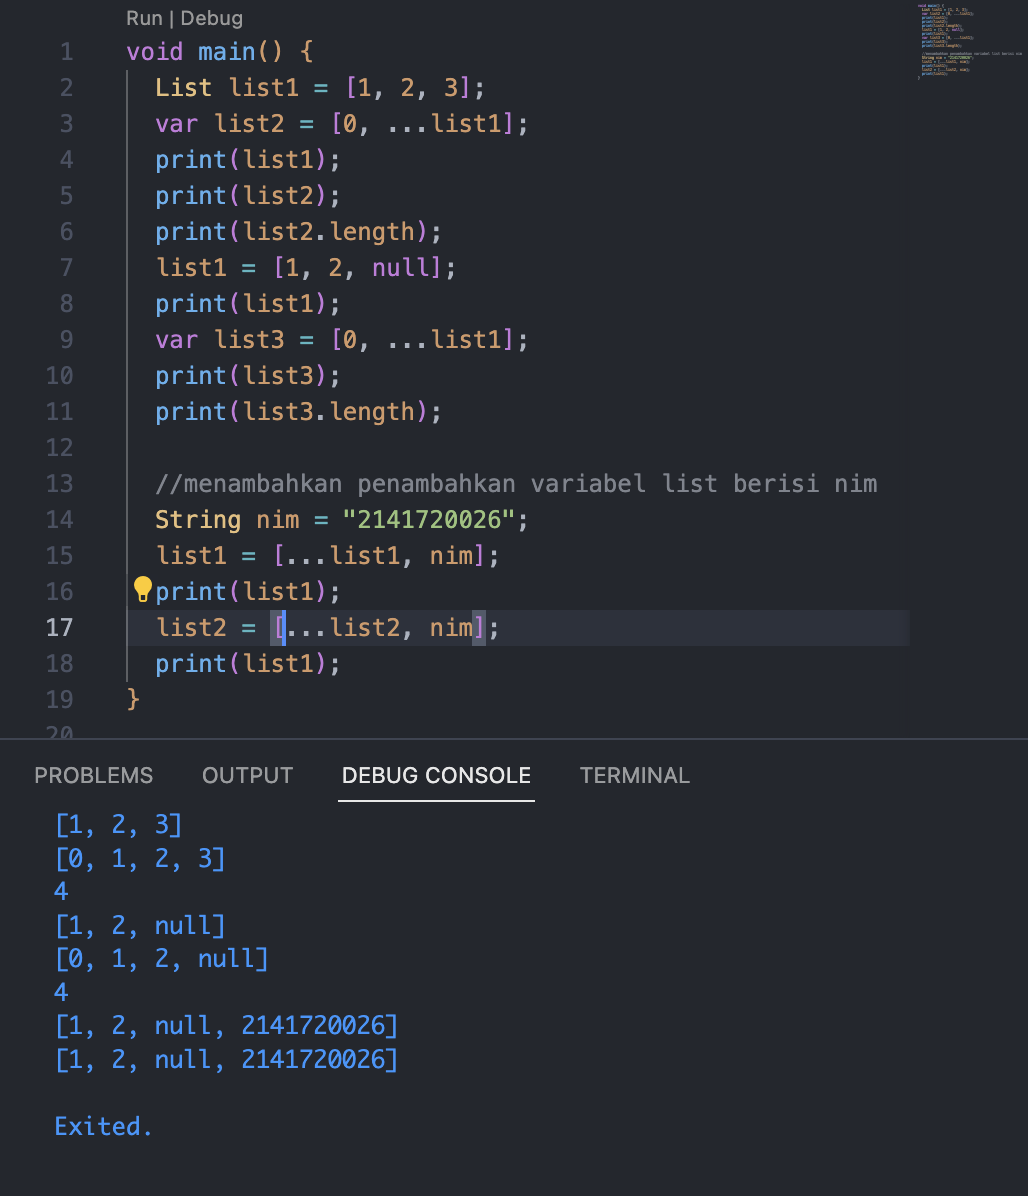 Run | Debug
1 void main() {
2 List list1 = [1, 2, 3];
3 var list2 = [0, ...list1];
4 print(list1);
5 print(list2);
6 print(list2.length);
7 list1 = [1, 2, null];
8 print(list1);
9 var list3 = [0, ...list1];
10 print(list3);
11 print(list3.length);
12
13 //menambahkan penambahkan variabel list berisi nim
14 String nim = "2141720026";
15 list1 = [...list1, nim];
16 print(list1);
17 list2 = [...list2, nim];
18 print(list1);
19 }
20
PROBLEMS OUTPUT DEBUG CONSOLE TERMINAL
[1, 2, 3]
[0, 1, 2, 3]
4
[1, 2, null]
[0, 1, 2, null]
4
[1, 2, null, 2141720026]
[1, 2, null, 2141720026]
Exited.